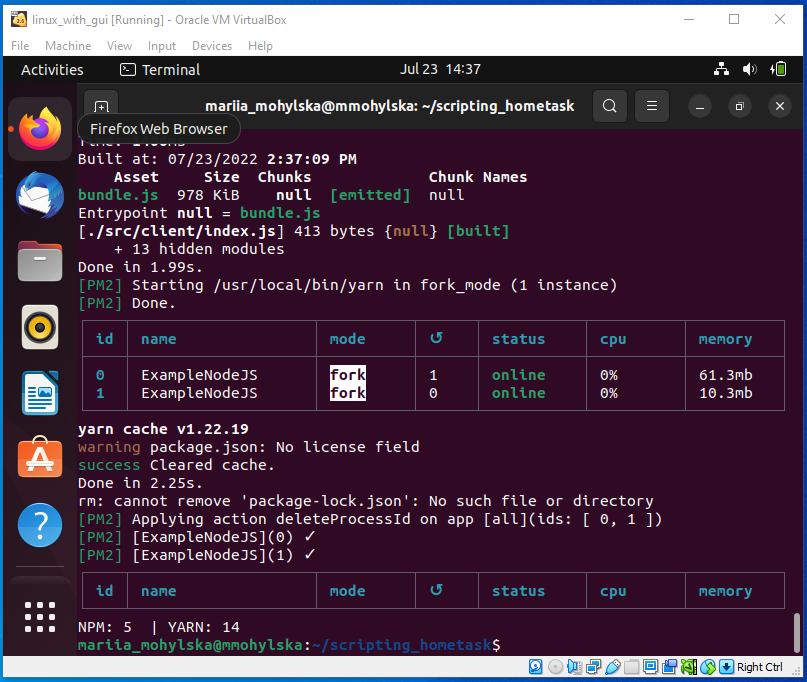 linux_with_gui [Running] - Oracle VM VirtualBox
File Machine View Input Devices Help
Activities Terminal Jul 23 14:37
mariia_mohylska@mmohylska: ~/scripting_hometask
Firefox Web Browser
Built at: 07/23/2022 2:37:09 PM
Asset Size Chunks Chunk Names
bundle.js 978 KiB null [emitted] null
Entrypoint null = bundle.js
[./src/client/index.js] 413 bytes {null} [built]
+ 13 hidden modules
Done in 1.99s.
[PM2] Starting /usr/local/bin/yarn in fork_mode (1 instance)
[PM2] Done.
id name mode ↺ status cpu memory
0 ExampleNodeJS fork 1 online 0% 61.3mb
1 ExampleNodeJS fork 0 online 0% 10.3mb
yarn cache v1.22.19
warning package.json: No license field
success Cleared cache.
Done in 2.25s.
rm: cannot remove 'package-lock.json': No such file or directory
[PM2] Applying action deleteProcessId on app [all](ids: [ 0, 1 ])
[PM2] [ExampleNodeJS](0) ✓
[PM2] [ExampleNodeJS](1) ✓
id name mode ↺ status cpu memory
NPM: 5 | YARN: 14
mariia_mohylska@mmohylska:~/scripting_hometask$
Right Ctrl